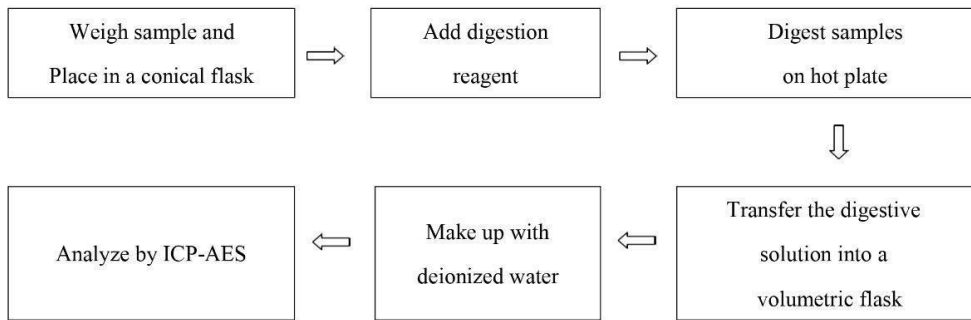 Weigh sample and
Place in a conical flask
Add digestion
reagent
Digest samples
on hot plate
Transfer the digestive
solution into a
volumetric flask
Make up with
deionized water
Analyze by ICP-AES